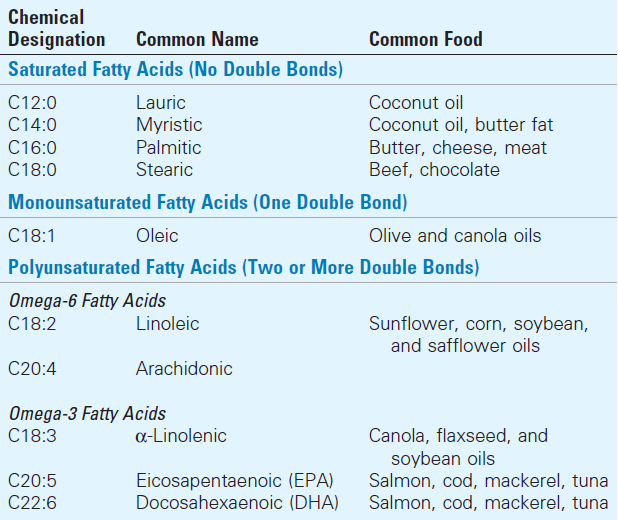 Chemical
Designation Common Name Common Food
Saturated Fatty Acids (No Double Bonds)
C12:0 Lauric Coconut oil
C14:0 Myristic Coconut oil, butter fat
C16:0 Palmitic Butter, cheese, meat
C18:0 Stearic Beef, chocolate
Monounsaturated Fatty Acids (One Double Bond)
C18:1 Oleic Olive and canola oils
Polyunsaturated Fatty Acids (Two or More Double Bonds)
Omega-6 Fatty Acids
C18:2 Linoleic Sunflower, corn, soybean,
and safflower oils
C20:4 Arachidonic
Omega-3 Fatty Acids
C18:3 α-Linolenic Canola, flaxseed, and
soybean oils
C20:5 Eicosapentaenoic (EPA) Salmon, cod, mackerel, tuna
C22:6 Docosahexaenoic (DHA) Salmon, cod, mackerel, tuna